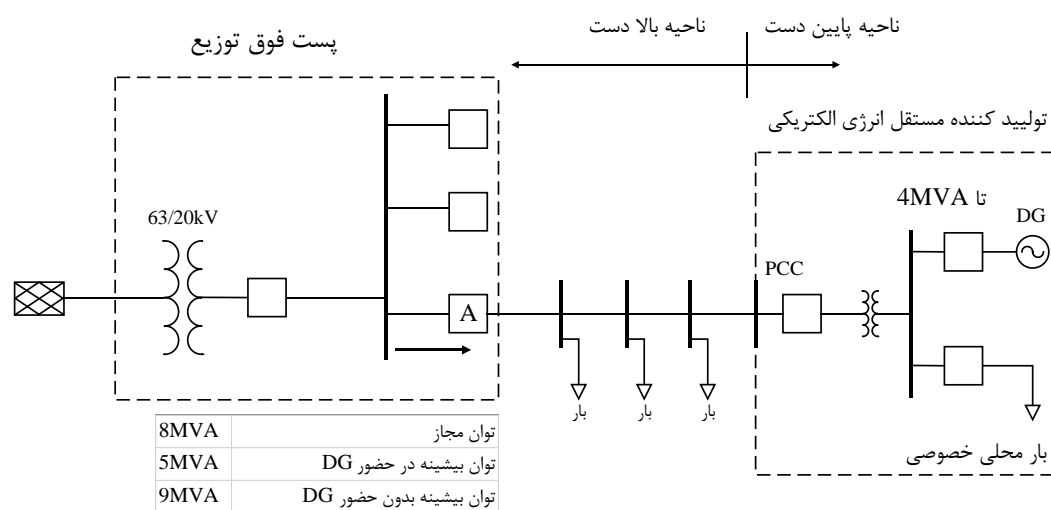 ناحیه بالا دست
ناحیه پایین دست
پست فوق توزیع
تولیید کننده مستقل انرژی الکتریکی
63/20kV
تا 4MVA
DG
PCC
A
بار
بار
بار
بار محلی خصوصی
توان مجاز 8MVA
توان بیشینه در حضور DG 5MVA
توان بیشینه بدون حضور DG 9MVA